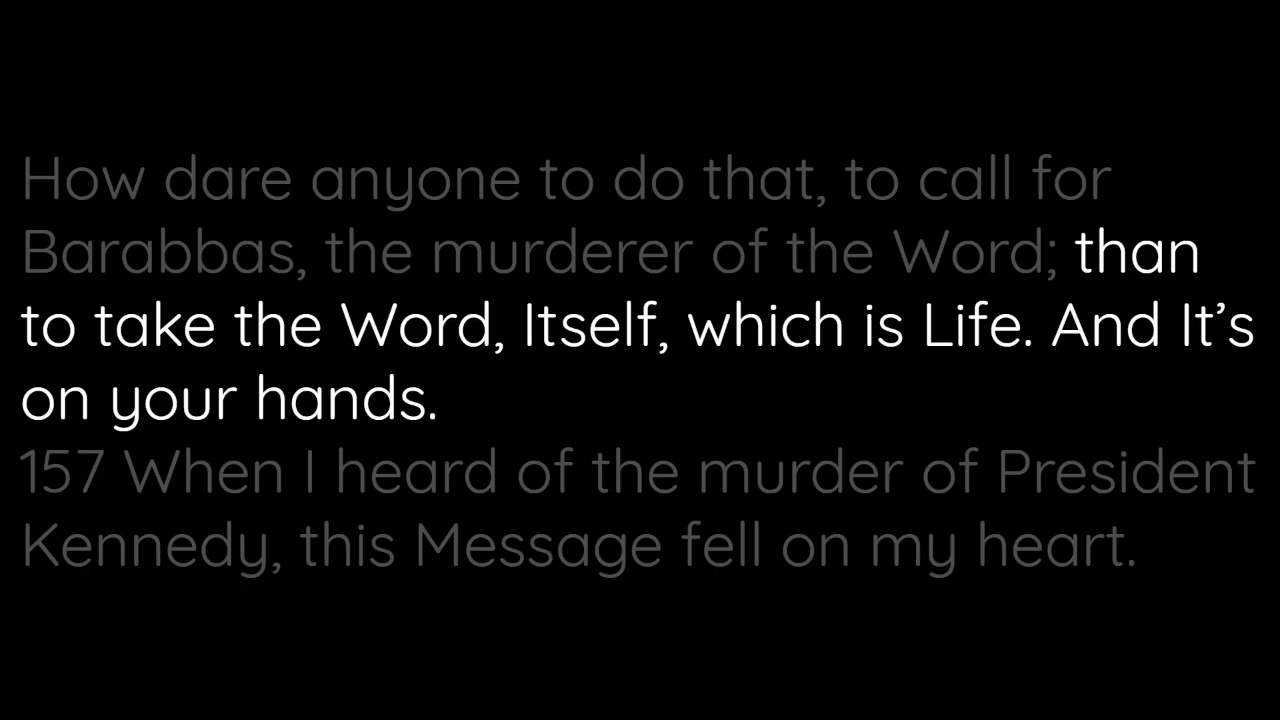 How dare anyone to do that, to call for
Barabbas, the murderer of the Word; than
to take the Word, Itself, which is Life. And It’s
on your hands.
157 When I heard of the murder of President
Kennedy, this Message fell on my heart.